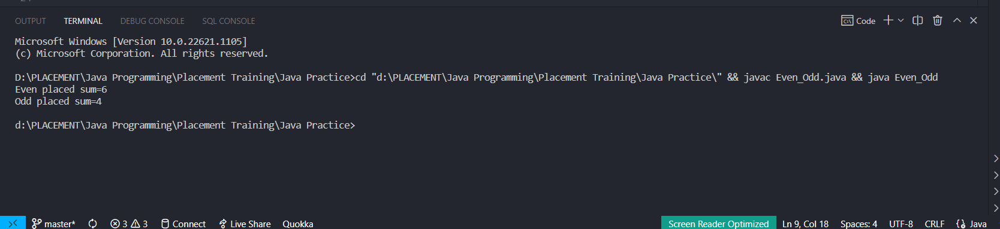 OUTPUT TERMINAL DEBUG CONSOLE SQL CONSOLE Code
Microsoft Windows [Version 10.0.22621.1105]
(c) Microsoft Corporation. All rights reserved.
D:\PLACEMENT\Java Programming\Placement Training\Java Practice>cd "d:\PLACEMENT\Java Programming\Placement Training\Java Practice\" && javac Even_Odd.java && java Even_Odd
Even placed sum=6
Odd placed sum=4
d:\PLACEMENT\Java Programming\Placement Training\Java Practice>
master* 3 3 Connect Live Share Quokka Screen Reader Optimized Ln 9, Col 18 Spaces: 4 UTF-8 CRLF Java